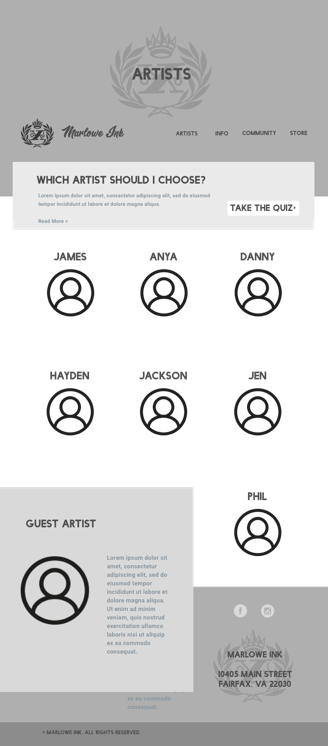 ARTISTS
Marlowe Ink
ARTISTS INFO COMMUNITY STORE
WHICH ARTIST SHOULD I CHOOSE?
Lorem ipsum dolor sit amet, consectetur adipiscing elit, sed do eiusmod
tempor incididunt ut labore et dolore magna aliqua.
Read More >
TAKE THE QUIZ>
JAMES ANYA DANNY
HAYDEN JACKSON JEN
PHIL
GUEST ARTIST
Lorem ipsum dolor sit
amet, consectetur
adipiscing elit, sed do
eiusmod tempor
incididunt ut labore et
dolore magna aliqua.
Ut enim ad minim
veniam, quis nostrud
exercitation ullamco
laboris nisi ut aliquip
ex ea commodo
consequat.
ex ea commodo
consequat.
MARLOWE INK
10405 MAIN STREET
FAIRFAX, VA 22030
MARLOWE INK. ALL RIGHTS RESERVED